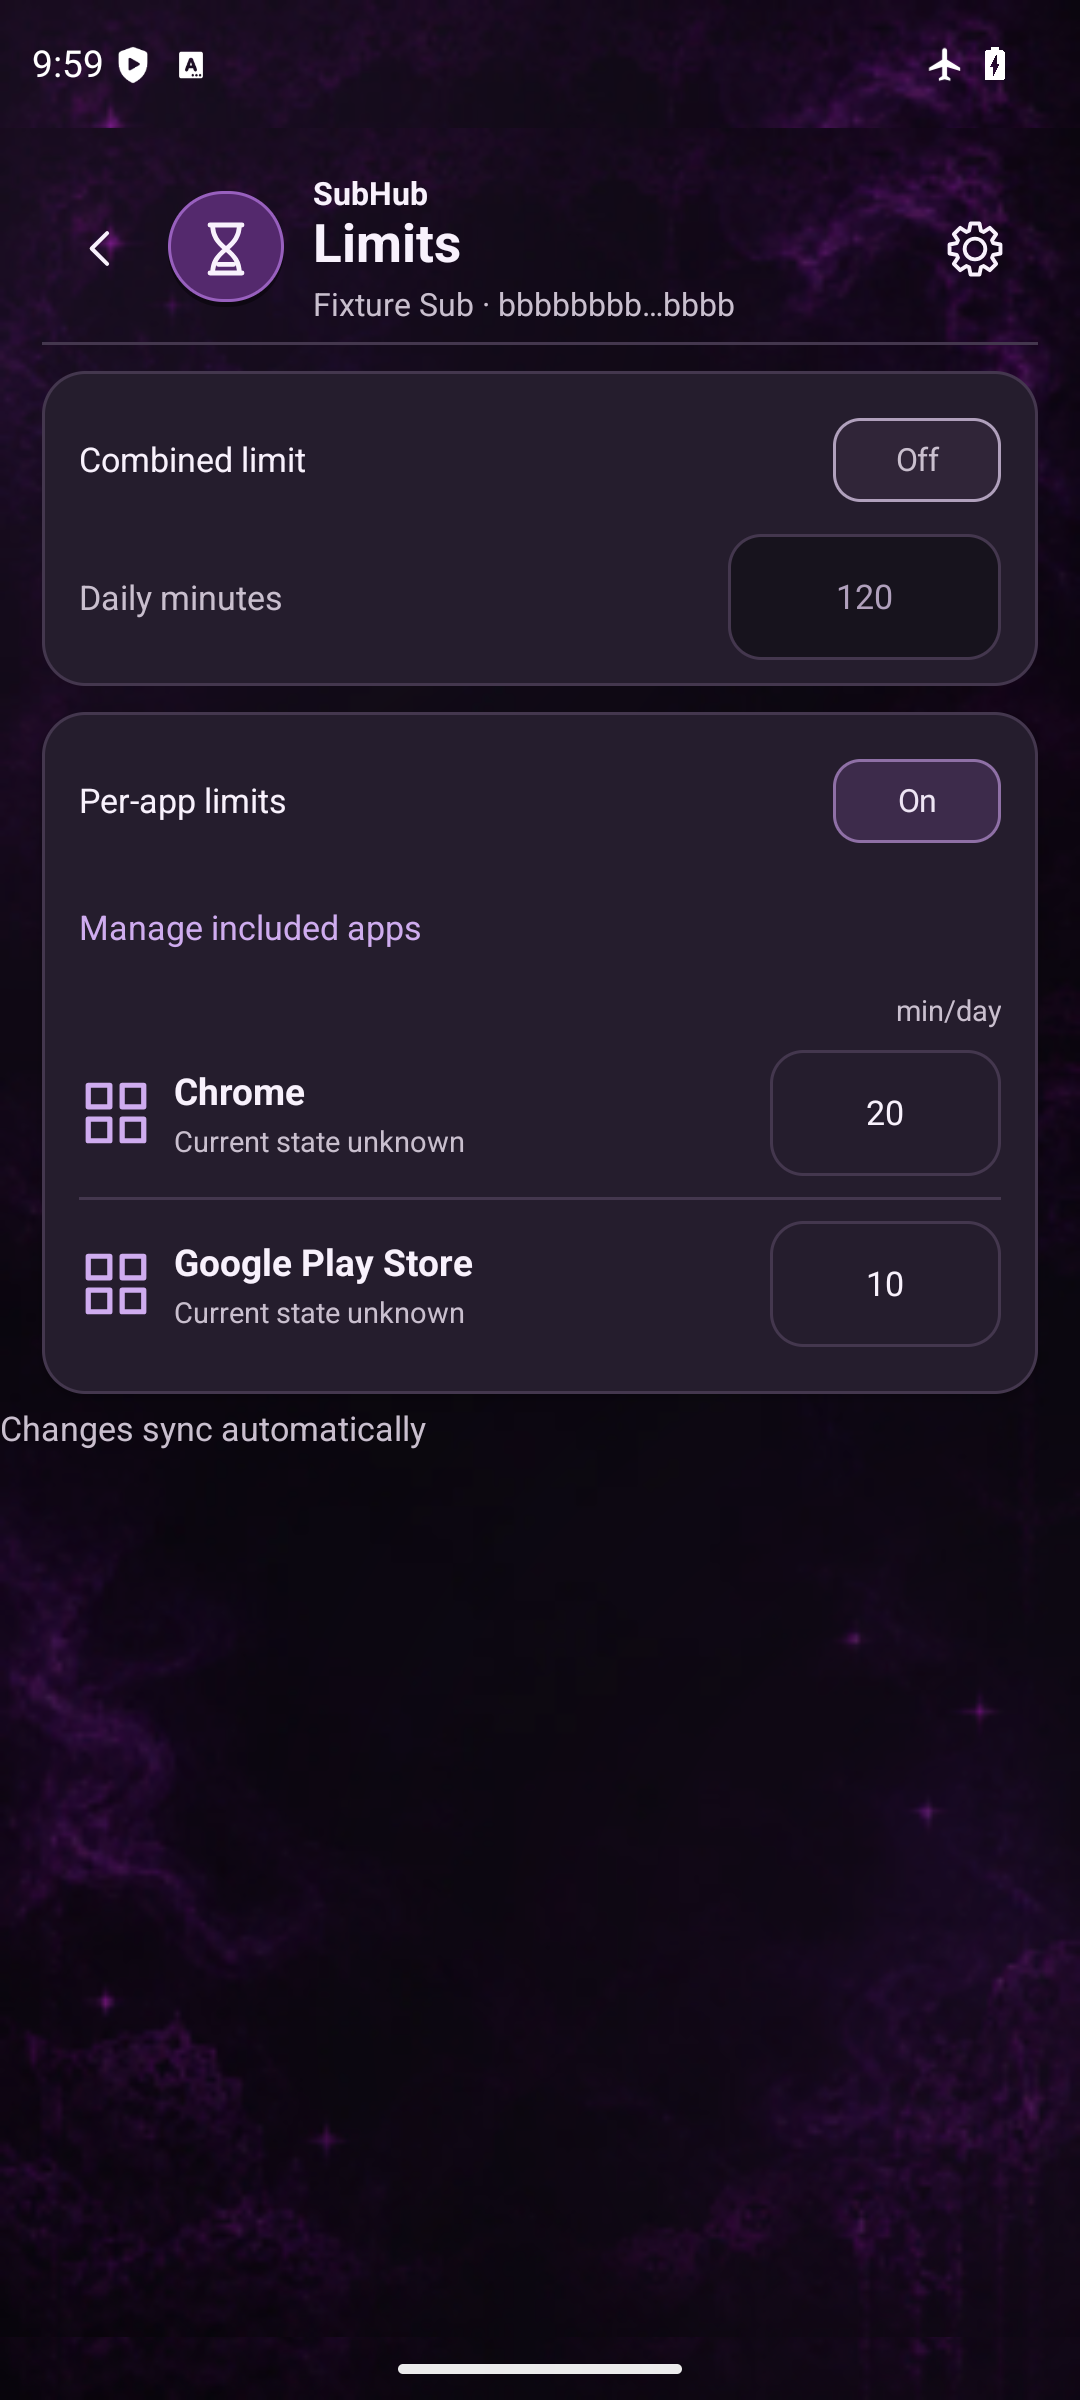 9:59
SubHub
Limits
Fixture Sub · bbbbbbbb…bbbb
Combined limit
Off
Daily minutes
120
Per-app limits
On
Manage included apps
min/day
Chrome
Current state unknown
20
Google Play Store
Current state unknown
10
Changes sync automatically